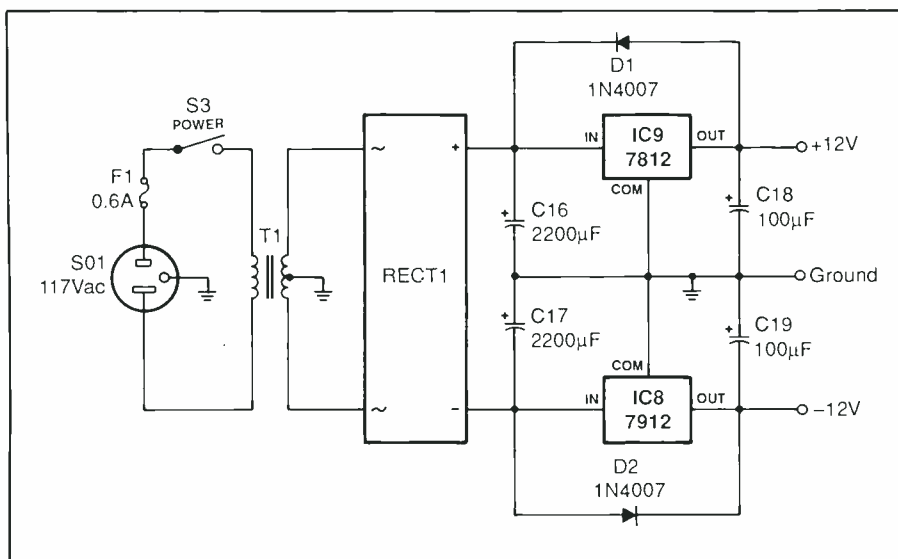 D1
1N4007
S3
POWER
F1
0.6A
S01
117Vac
T1
~
+
RECT1
~
-
IN
IC9
7812
OUT
COM
+12V
+
C16
2200µF
+
C18
100µF
Ground
+
C17
2200µF
+
C19
100µF
COM
IN
IC8
7912
OUT
–12V
D2
1N4007